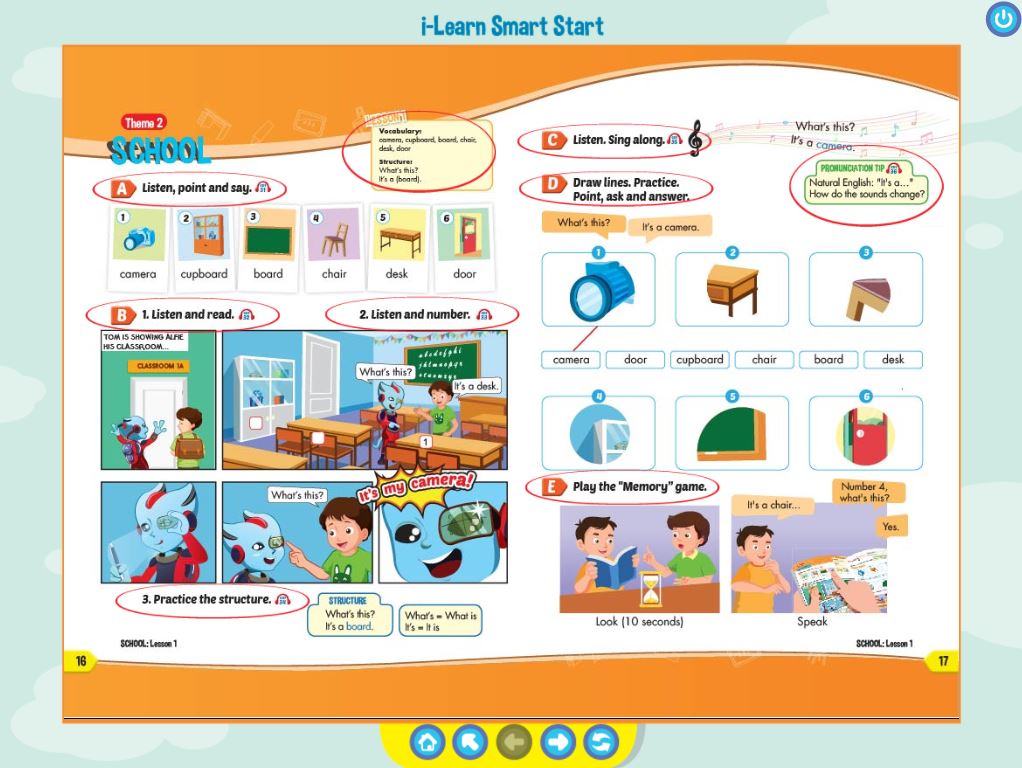 i-Learn Smart Start
Theme 2
SCHOOL
LESSON 1
Vocabulary:
camera, cupboard, board, chair,
desk, door
Structure:
What's this?
It's a (board).
A Listen, point and say.
1
2
3
4
5
6
camera
cupboard
board
chair
desk
door
B 1. Listen and read.
2. Listen and number.
TOM IS SHOWING ALFIE
HIS CLASSROOM...
CLASSROOM 1A
What's this?
It's a desk.
1
What's this?
It's my camera!
3. Practice the structure.
STRUCTURE
What's this?
It's a board.
What's = What is
It's = It is
SCHOOL: Lesson 1
16
C Listen. Sing along.
What's this?
It's a camera.
D Draw lines. Practice.
Point, ask and answer.
PRONUNCIATION TIP
Natural English: "It's a..."
How do the sounds change?
What's this?
It's a camera.
1
2
3
camera
door
cupboard
chair
board
desk
4
5
6
E Play the "Memory" game.
Number 4,
what's this?
It's a chair...
Yes.
Look (10 seconds)
Speak
SCHOOL: Lesson 1
17